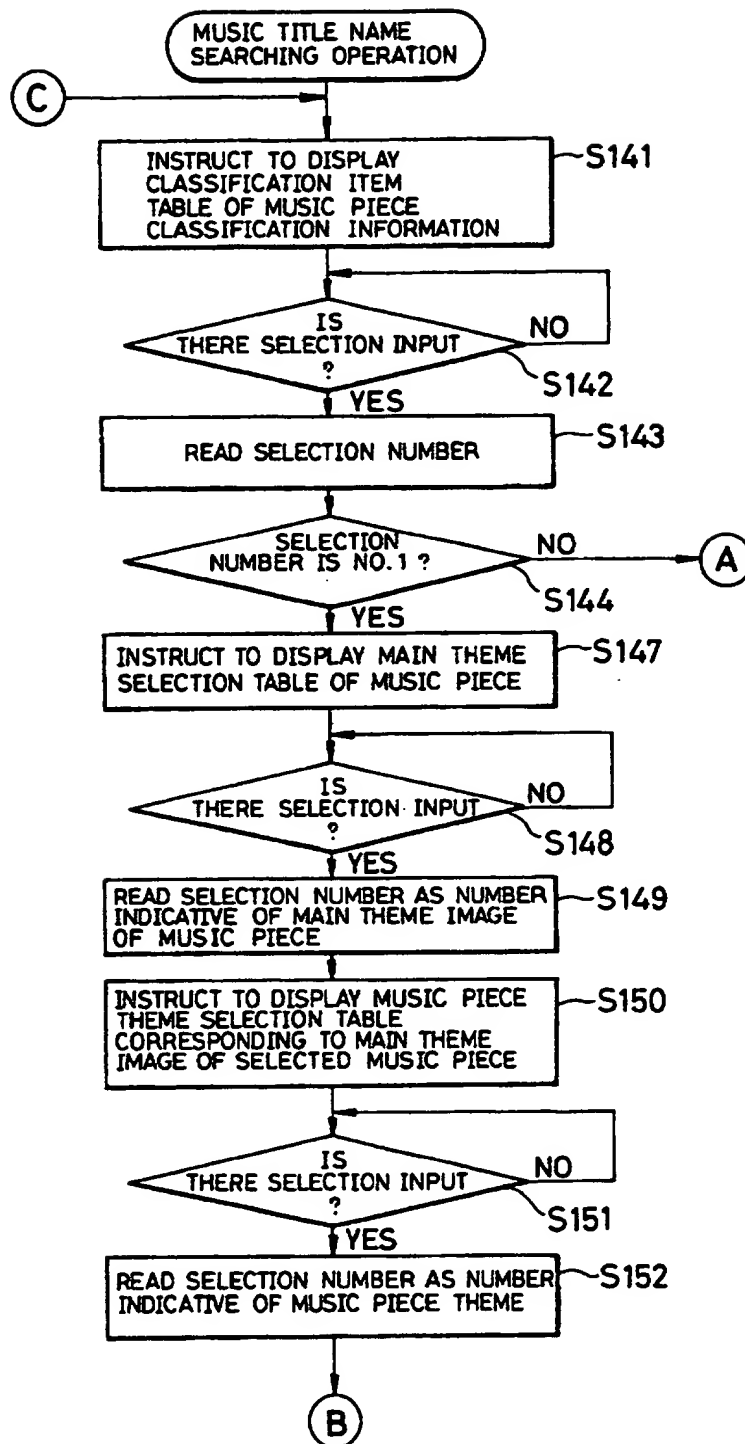 MUSIC TITLE NAME
SEARCHING OPERATION
C
INSTRUCT TO DISPLAY
CLASSIFICATION ITEM
TABLE OF MUSIC PIECE
CLASSIFICATION INFORMATION
S141
IS
THERE SELECTION INPUT
?
NO
S142
YES
READ SELECTION NUMBER
S143
SELECTION
NUMBER IS NO.1 ?
NO
A
S144
YES
INSTRUCT TO DISPLAY MAIN THEME
SELECTION TABLE OF MUSIC PIECE
S147
IS
THERE SELECTION INPUT
?
NO
S148
YES
READ SELECTION NUMBER AS NUMBER
INDICATIVE OF MAIN THEME IMAGE
OF MUSIC PIECE
S149
INSTRUCT TO DISPLAY MUSIC PIECE
THEME SELECTION TABLE
CORRESPONDING TO MAIN THEME
IMAGE OF SELECTED MUSIC PIECE
S150
IS
THERE SELECTION INPUT
?
NO
S151
YES
READ SELECTION NUMBER AS NUMBER
INDICATIVE OF MUSIC PIECE THEME
S152
B